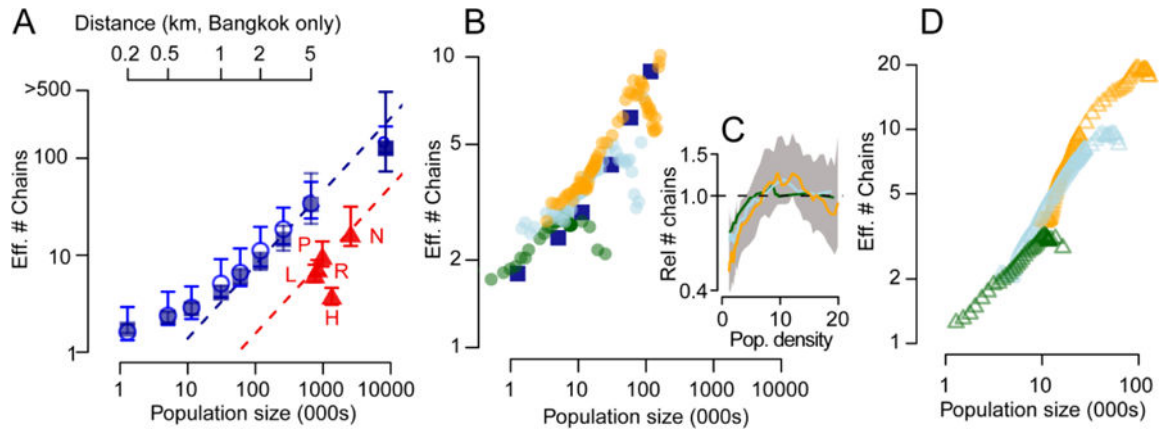 A
Distance (km, Bangkok only)
0.2 0.5 1 2 5
>500
100
10
1
Eff. # Chains
P
L
R
H
N
1 10 100 1000 10000
Population size (000s)
B
10
5
2
1
Eff. # Chains
1 10 100 1000 10000
Population size (000s)
C
1.5
1.0
0.4
Rel # chains
0 10 20
Pop. density
D
20
10
5
2
1
Eff. # Chains
1 10 100
Population size (000s)